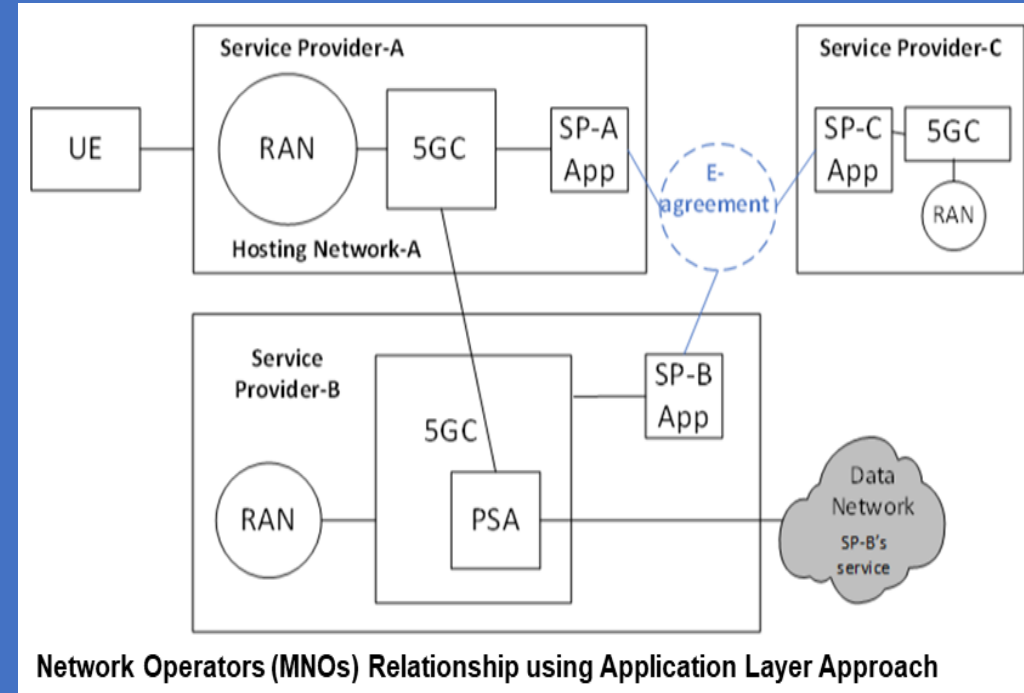 Service Provider-A
UE
RAN
5GC
SP-A
App
Hosting Network-A
E-
agreement
Service Provider-C
SP-C
App
5GC
RAN
Service
Provider-B
5GC
RAN
PSA
SP-B
App
Data
Network
SP-B's
service
Network Operators (MNOs) Relationship using Application Layer Approach